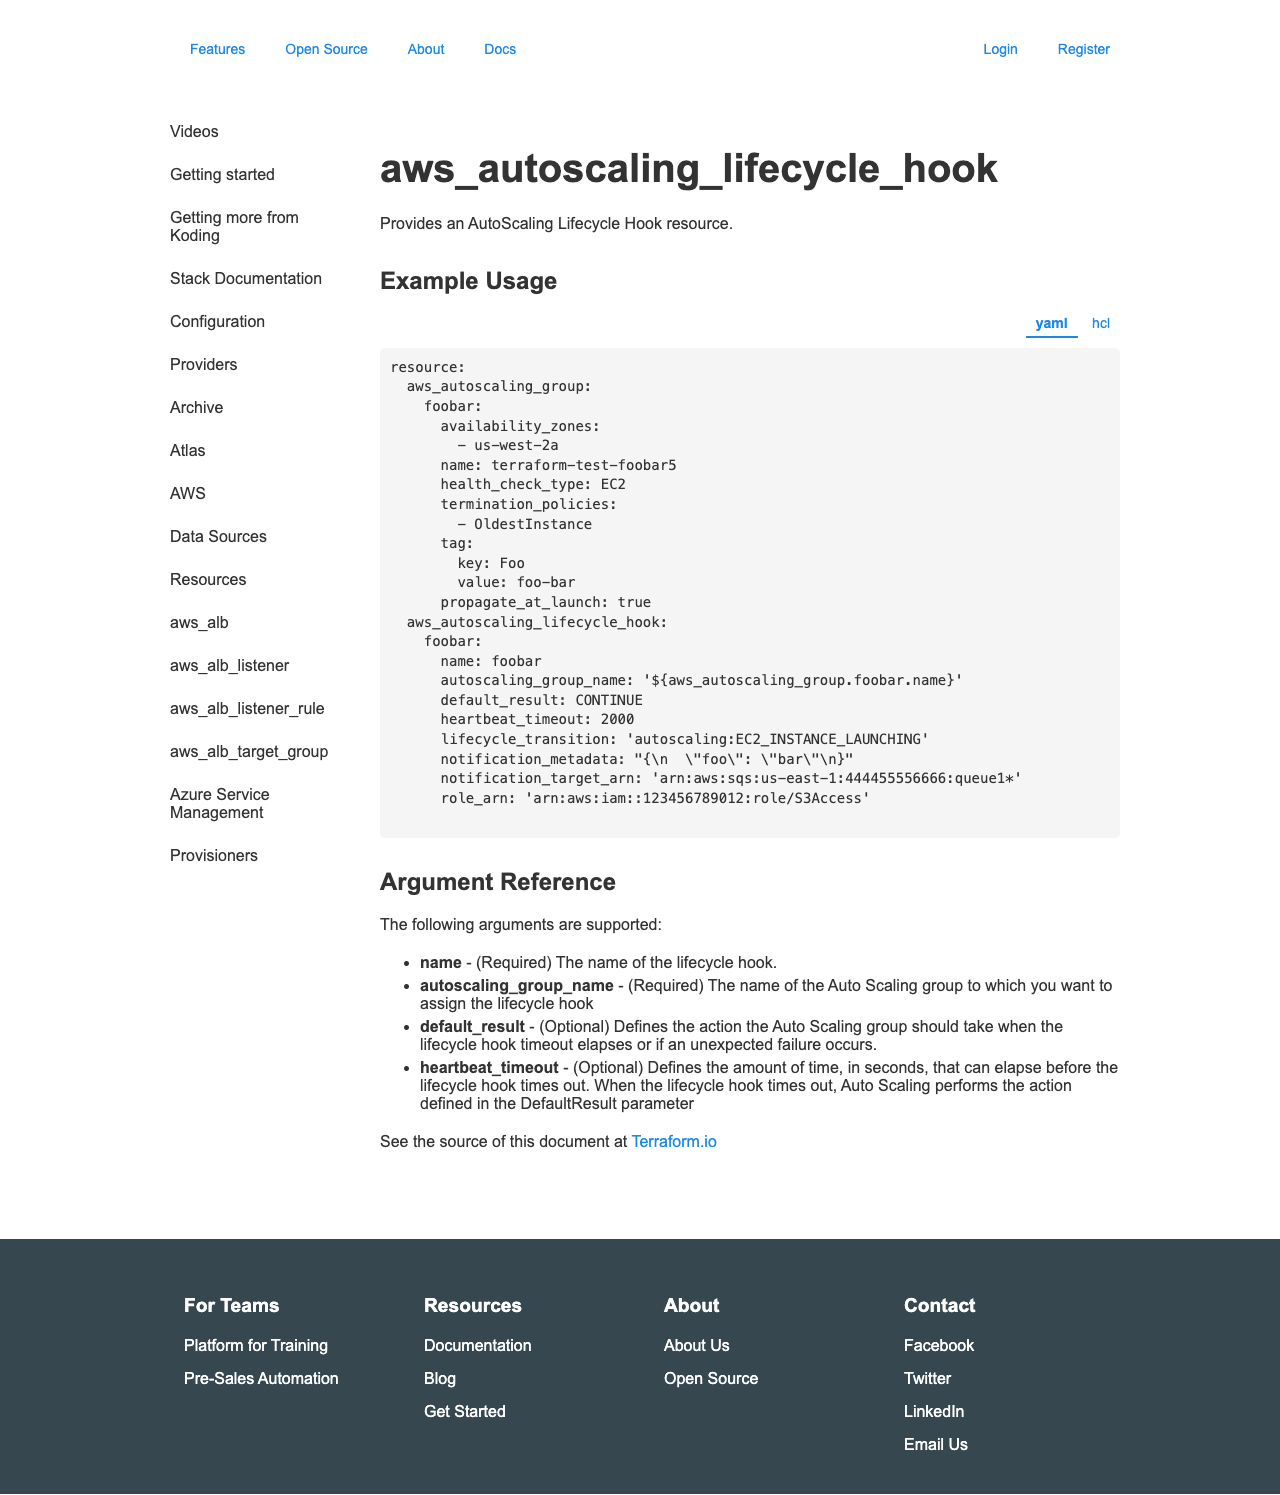 Features Open Source About Docs Login Register
Videos
Getting started
Getting more from
Koding
Stack Documentation
Configuration
Providers
Archive
Atlas
AWS
Data Sources
Resources
aws_alb
aws_alb_listener
aws_alb_listener_rule
aws_alb_target_group
Azure Service
Management
Provisioners
aws_autoscaling_lifecycle_hook
Provides an AutoScaling Lifecycle Hook resource.
Example Usage
yaml hcl
resource:
  aws_autoscaling_group:
    foobar:
      availability_zones:
        - us-west-2a
      name: terraform-test-foobar5
      health_check_type: EC2
      termination_policies:
        - OldestInstance
      tag:
        key: Foo
        value: foo-bar
      propagate_at_launch: true
  aws_autoscaling_lifecycle_hook:
    foobar:
      name: foobar
      autoscaling_group_name: '${aws_autoscaling_group.foobar.name}'
      default_result: CONTINUE
      heartbeat_timeout: 2000
      lifecycle_transition: 'autoscaling:EC2_INSTANCE_LAUNCHING'
      notification_metadata: "{\n  \"foo\": \"bar\"\n}"
      notification_target_arn: 'arn:aws:sqs:us-east-1:444455556666:queue1*'
      role_arn: 'arn:aws:iam::123456789012:role/S3Access'
Argument Reference
The following arguments are supported:
• name - (Required) The name of the lifecycle hook.
• autoscaling_group_name - (Required) The name of the Auto Scaling group to which you want to
assign the lifecycle hook
• default_result - (Optional) Defines the action the Auto Scaling group should take when the
lifecycle hook timeout elapses or if an unexpected failure occurs.
• heartbeat_timeout - (Optional) Defines the amount of time, in seconds, that can elapse before the
lifecycle hook times out. When the lifecycle hook times out, Auto Scaling performs the action
defined in the DefaultResult parameter
See the source of this document at Terraform.io
For Teams
Platform for Training
Pre-Sales Automation
Resources
Documentation
Blog
Get Started
About
About Us
Open Source
Contact
Facebook
Twitter
LinkedIn
Email Us